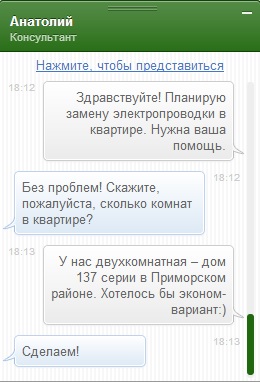 Анатолий
Консультант
Нажмите, чтобы представиться
18:12
Здравствуйте! Планирую
замену электропроводки в
квартире. Нужна ваша
помощь.
18:12
Без проблем! Скажите,
пожалуйста, сколько комнат
в квартире?
18:13
У нас двухкомнатная – дом
137 серии в Приморском
районе. Хотелось бы эконом-
вариант:)
18:13
Сделаем!